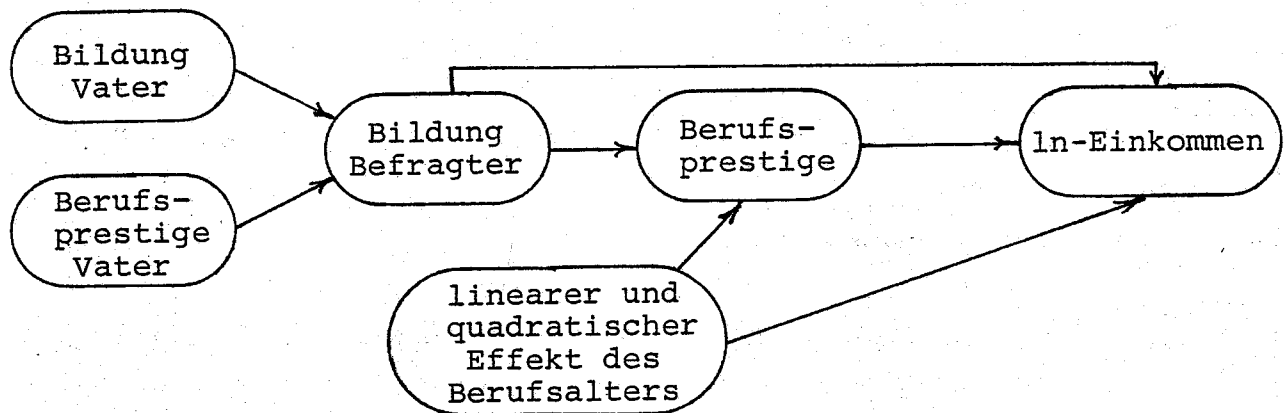 Bildung
Vater
Berufs-
prestige
Vater
Bildung
Befragter
Berufs-
prestige
ln-Einkommen
linearer und
quadratischer
Effekt des
Berufsalters